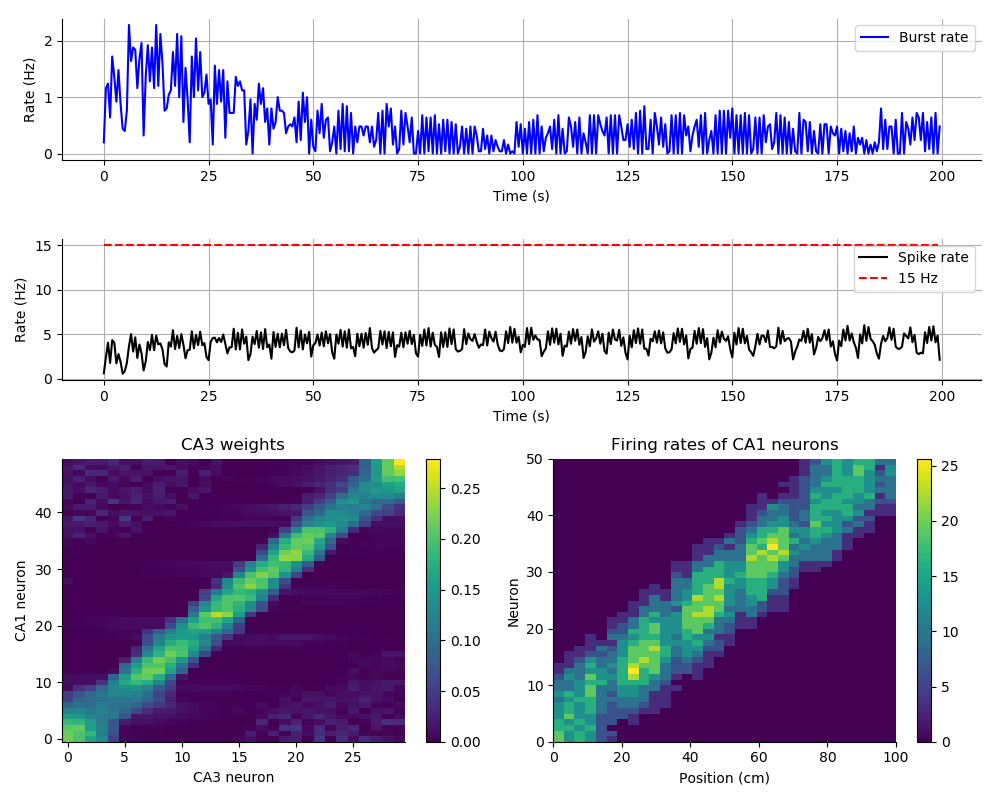 Rate (Hz)
2
1
0
Burst rate
0 25 50 75 100 125 150 175 200
Time (s)
Rate (Hz)
15
10
5
0
Spike rate
15 Hz
0 25 50 75 100 125 150 175 200
Time (s)
CA3 weights
CA1 neuron
40
30
20
10
0
0 5 10 15 20 25
CA3 neuron
0.25
0.20
0.15
0.10
0.05
0.00
Firing rates of CA1 neurons
Neuron
50
40
30
20
10
0
0 20 40 60 80 100
Position (cm)
25
20
15
10
5
0